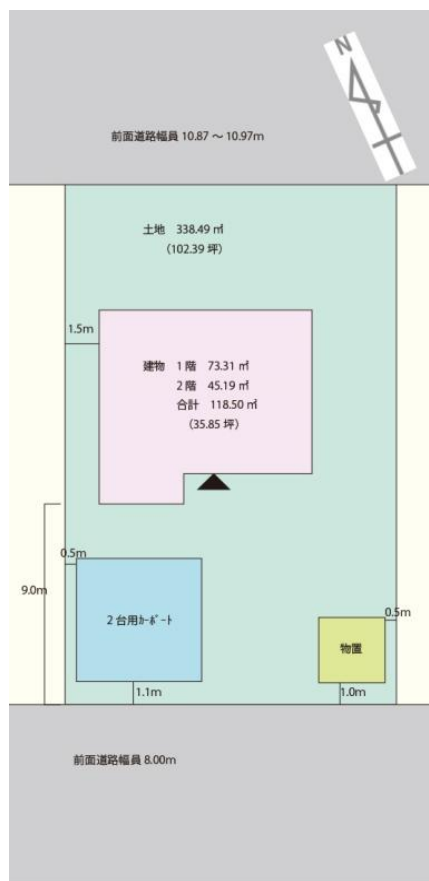 N
前面道路幅員 10.87 ～ 10.97m
土地 338.49 ㎡
(102.39 坪)
1.5m
建物 1 階 73.31 ㎡
2 階 45.19 ㎡
合計 118.50 ㎡
(35.85 坪)
0.5m
9.0m
2 台用ｶｰﾎﾟｰﾄ
0.5m
物置
1.1m
1.0m
前面道路幅員 8.00m